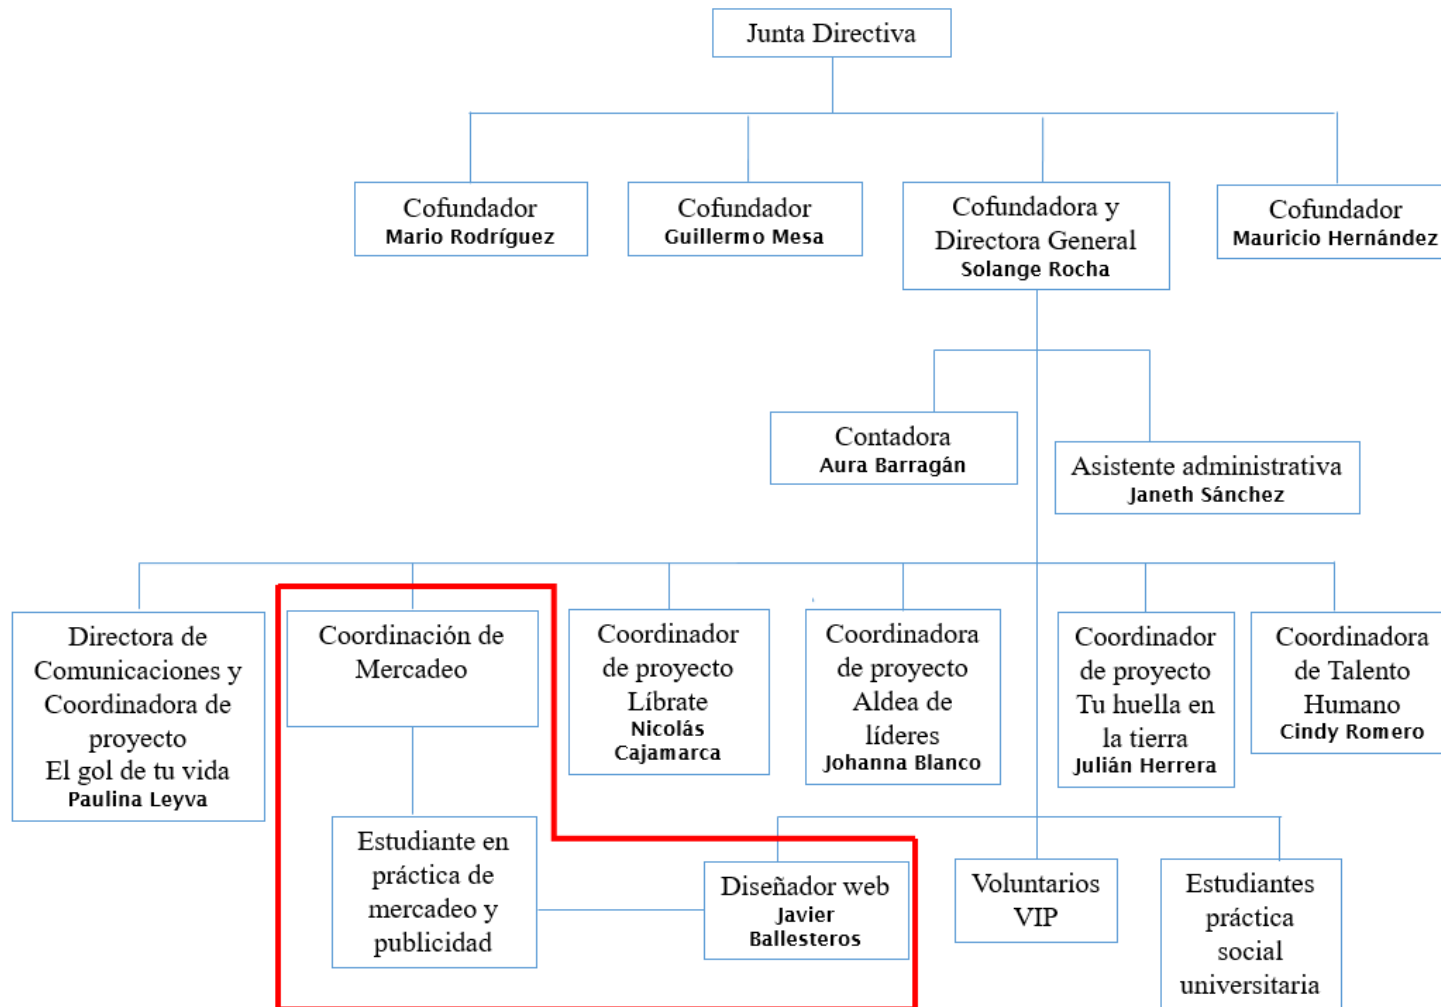 Junta Directiva
Cofundador
Mario Rodríguez
Cofundador
Guillermo Mesa
Cofundadora y
Directora General
Solange Rocha
Cofundador
Mauricio Hernández
Contadora
Aura Barragán
Asistente administrativa
Janeth Sánchez
Directora de
Comunicaciones y
Coordinadora de
proyecto
El gol de tu vida
Paulina Leyva
Coordinación de
Mercadeo
Coordinador
de proyecto
Líbrate
Nicolás
Cajamarca
Coordinadora
de proyecto
Aldea de
líderes
Johanna Blanco
Coordinador
de proyecto
Tu huella en
la tierra
Julián Herrera
Coordinadora
de Talento
Humano
Cindy Romero
Estudiante en
práctica de
mercadeo y
publicidad
Diseñador web
Javier
Ballesteros
Voluntarios
VIP
Estudiantes
práctica
social
universitaria